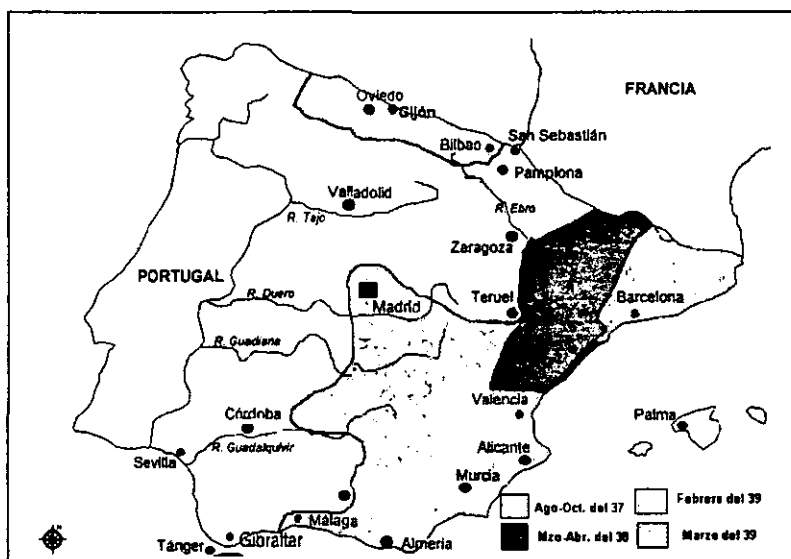 FRANCIA
Oviedo
Gijón
Bilbao
San Sebastián
Pamplona
Valladolid
R. Tajo
R. Ebro
Zaragoza
PORTUGAL
R. Duero
Madrid
Teruel
Barcelona
R. Guadiana
Valencia
Córdoba
Palma
R. Guadalquivir
Sevilla
Alicante
Murcia
Málaga
Gibraltar
Almería
Tánger
Ago-Oct. del 37
Febrero del 39
Mzo-Abr. del 38
Marzo del 39